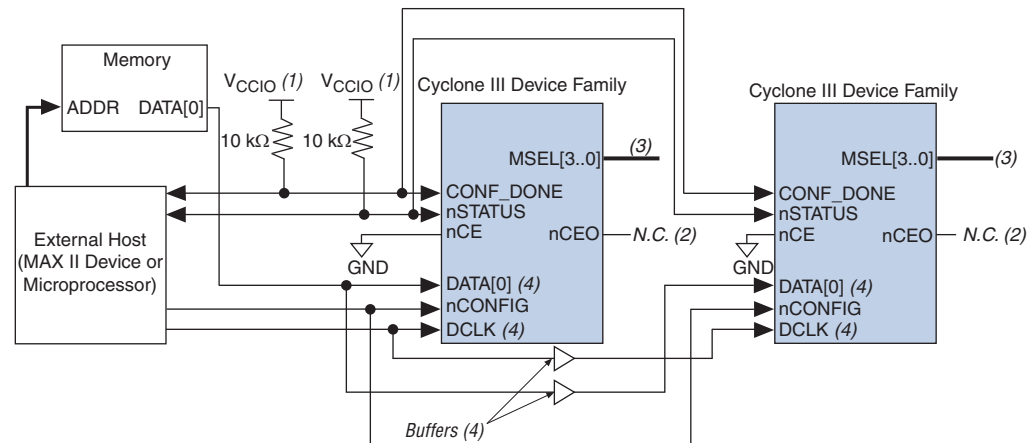 Memory
ADDR DATA[0]
VCCIO (1)
VCCIO (1)
10 kΩ
10 kΩ
Cyclone III Device Family
MSEL[3..0]
(3)
CONF_DONE
nSTATUS
nCE
nCEO
N.C. (2)
GND
DATA[0] (4)
nCONFIG
DCLK (4)
Cyclone III Device Family
MSEL[3..0]
(3)
CONF_DONE
nSTATUS
nCE
nCEO
N.C. (2)
GND
DATA[0] (4)
nCONFIG
DCLK (4)
External Host
(MAX II Device or
Microprocessor)
Buffers (4)